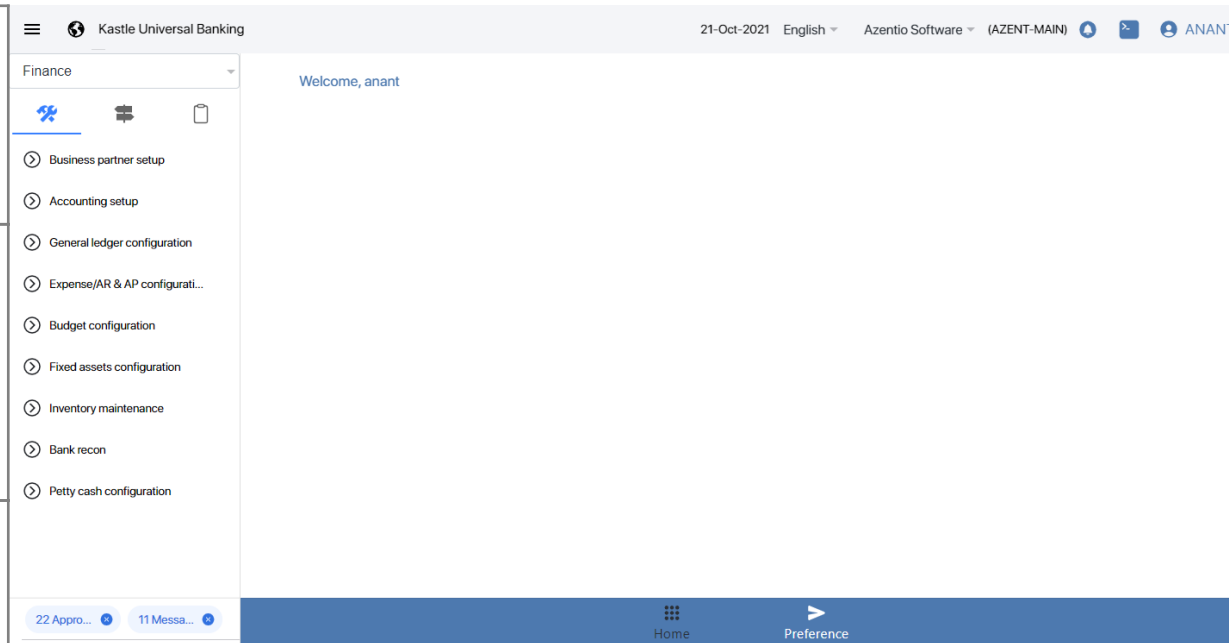 Kastle Universal Banking
21-Oct-2021 English Azentio Software (AZENT-MAIN) ANANT
Finance
Welcome, anant
Business partner setup
Accounting setup
General ledger configuration
Expense/AR & AP configurati...
Budget configuration
Fixed assets configuration
Inventory maintenance
Bank recon
Petty cash configuration
22 Appro... 11 Messa...
Home Preference